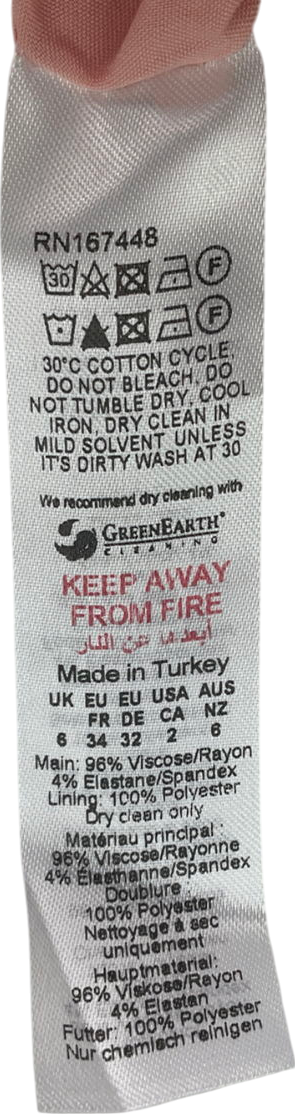 RN167448
30 F
F
30°C COTTON CYCLE,
DO NOT BLEACH, DO
NOT TUMBLE DRY, COOL
IRON, DRY CLEAN IN
MILD SOLVENT UNLESS
IT'S DIRTY WASH AT 30
We recommend dry cleaning with
GREENEARTH®
CLEANING
KEEP AWAY
FROM FIRE
أبعدها عن النار
Made in Turkey
UK EU EU USA AUS
FR DE CA NZ
6 34 32 2 6
Main: 96% Viscose/Rayon
4% Elastane/Spandex
Lining: 100% Polyester
Dry clean only
Matériau principal :
96% Viscose/Rayonne
4% Élasthanne/Spandex
Doublure :
100% Polyester
Nettoyage à sec
uniquement
Hauptmaterial:
96% Viskose/Rayon
4% Elastan
Futter: 100% Polyester
Nur chemisch reinigen